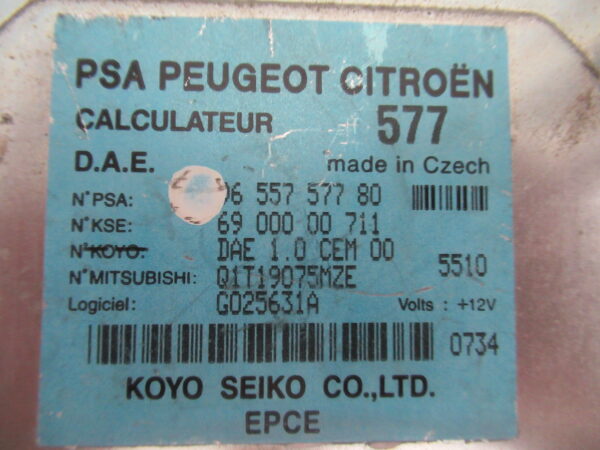 PSA PEUGEOT CITROËN
CALCULATEUR 577
D.A.E. made in Czech
N°PSA: 96 557 577 80
N°KSE: 69 000 00 711
N°KOYO: DAE 1.0 CEM 00
N°MITSUBISHI: Q1T19075MZE 5510
Logiciel: G025631A Volts : +12V
0734
KOYO SEIKO CO.,LTD.
EPCE